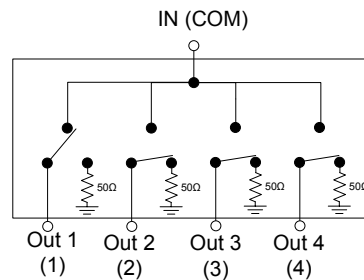 IN (COM)
50Ω 50Ω 50Ω 50Ω
Out 1 Out 2 Out 3 Out 4
(1) (2) (3) (4)